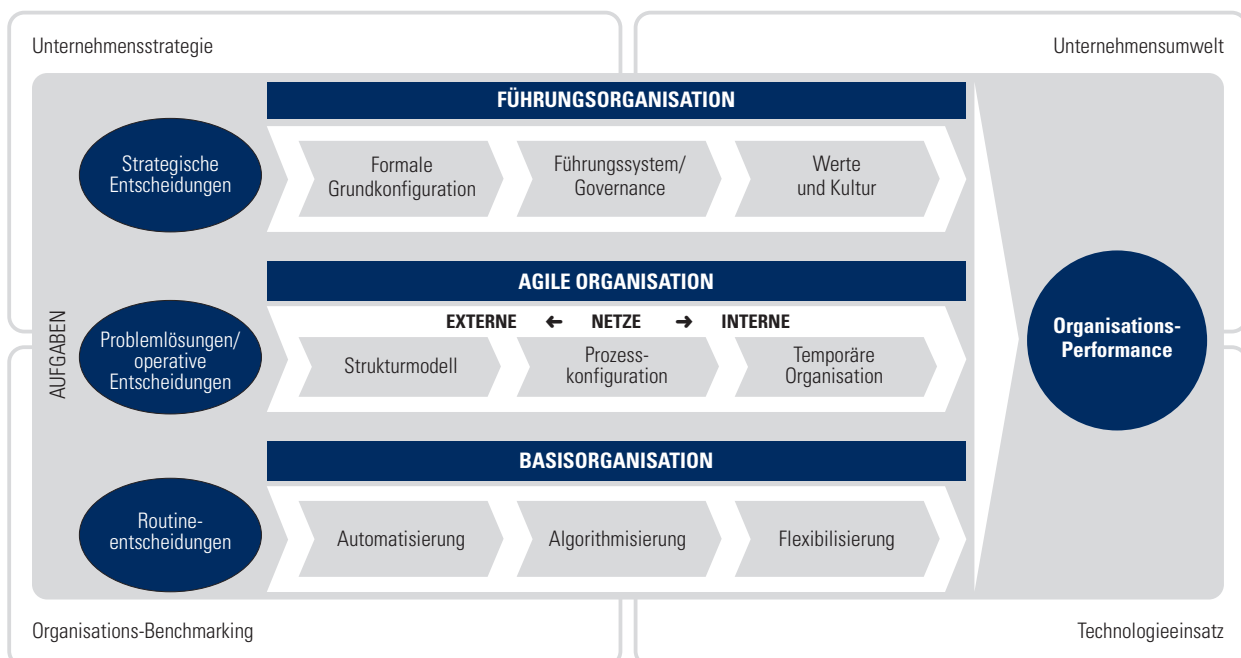 Unternehmensstrategie
Unternehmensumwelt
FÜHRUNGSORGANISATION
Strategische
Entscheidungen
Formale
Grundkonfiguration
Führungssystem/
Governance
Werte
und Kultur
AUFGABEN
AGILE ORGANISATION
EXTERNE ← NETZE → INTERNE
Problemlösungen/
operative
Entscheidungen
Strukturmodell
Prozess-
konfiguration
Temporäre
Organisation
Organisations-
Performance
BASISORGANISATION
Routine-
entscheidungen
Automatisierung
Algorithmisierung
Flexibilisierung
Organisations-Benchmarking
Technologieeinsatz